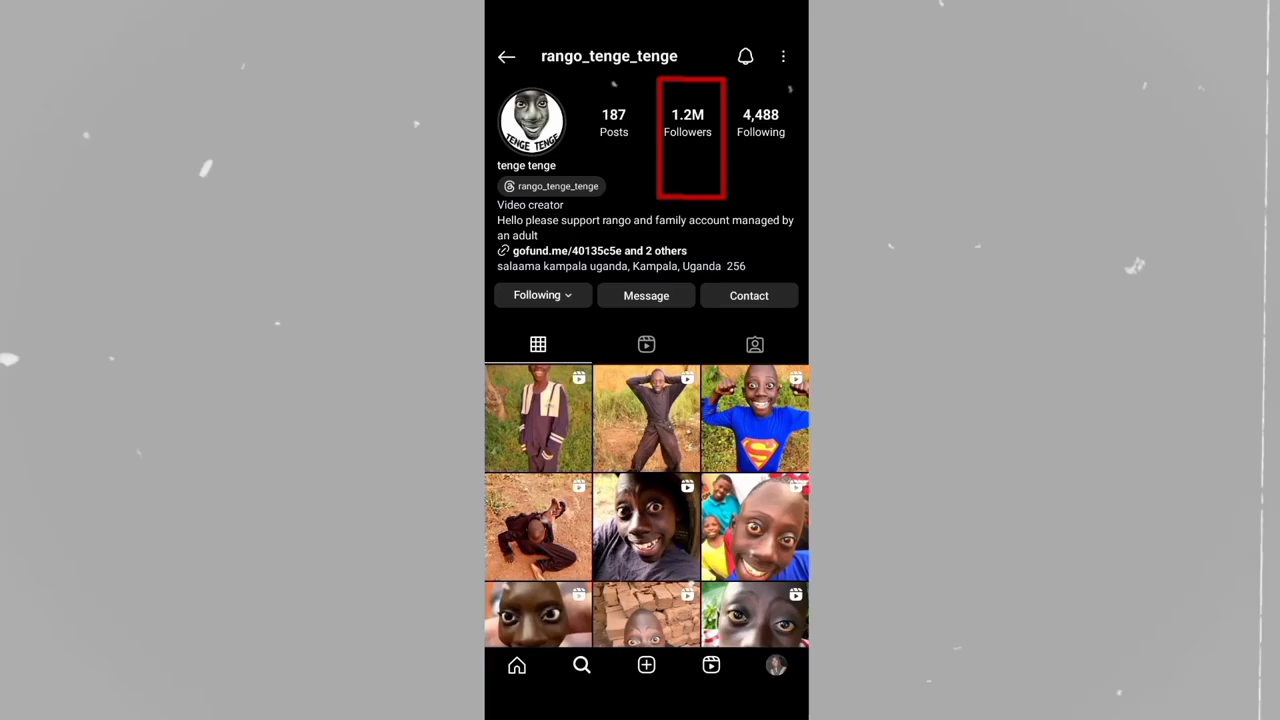 rango_tenge_tenge
187
1.2M
4,488
Posts
Followers
Following
TENGE TENGE
tenge tenge
rango_tenge_tenge
Video creator
Hello please support rango and family account managed by
an adult
gofund.me/40135c5e and 2 others
salaama kampala uganda, Kampala, Uganda 256
Following
Message
Contact